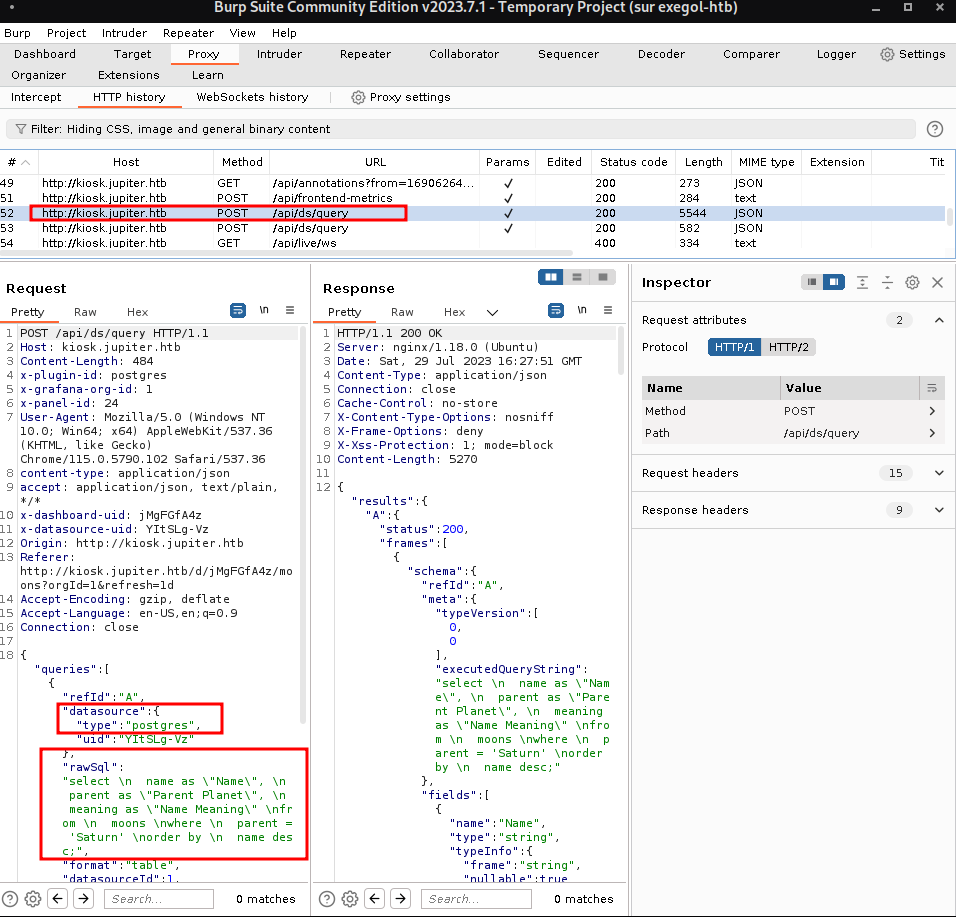 Burp Suite Community Edition v2023.7.1 - Temporary Project (sur exegol-htb)
Burp Project Intruder Repeater View Help
Dashboard Target Proxy Intruder Repeater Collaborator Sequencer Decoder Comparer Logger Settings
Organizer Extensions Learn
Intercept HTTP history WebSockets history Proxy settings
Filter: Hiding CSS, image and general binary content
# Host Method URL Params Edited Status code Length MIME type Extension Tit
49 http://kiosk.jupiter.htb GET /api/annotations?from=16906264... ✓ 200 273 JSON
51 http://kiosk.jupiter.htb POST /api/frontend-metrics ✓ 200 284 text
52 http://kiosk.jupiter.htb POST /api/ds/query ✓ 200 5544 JSON
53 http://kiosk.jupiter.htb POST /api/ds/query ✓ 200 582 JSON
54 http://kiosk.jupiter.htb GET /api/live/ws 400 334 text
Request
Pretty Raw Hex \n
1 POST /api/ds/query HTTP/1.1
2 Host: kiosk.jupiter.htb
3 Content-Length: 484
4 x-plugin-id: postgres
5 x-grafana-org-id: 1
6 x-panel-id: 24
7 User-Agent: Mozilla/5.0 (Windows NT
10.0; Win64; x64) AppleWebKit/537.36
(KHTML, like Gecko)
Chrome/115.0.5790.102 Safari/537.36
8 content-type: application/json
9 accept: application/json, text/plain,
*/*
10 x-dashboard-uid: jMgFGfA4z
11 x-datasource-uid: YItSLg-Vz
12 Origin: http://kiosk.jupiter.htb
13 Referer:
http://kiosk.jupiter.htb/d/jMgFGfA4z/mo
ons?orgId=1&refresh=1d
14 Accept-Encoding: gzip, deflate
15 Accept-Language: en-US,en;q=0.9
16 Connection: close
17
18 {
"queries":[
{
"refId":"A",
"datasource":{
"type":"postgres",
"uid":"YItSLg-Vz"
},
"rawSql":
"select \n  name as \"Name\", \n
parent as \"Parent Planet\", \n
meaning as \"Name Meaning\" \nfr
om \n  moons \nwhere \n  parent =
'Saturn' \norder by \n  name des
c;",
"format":"table",
"datasourceId":1,
Search... 0 matches
Response
Pretty Raw Hex \n
1 HTTP/1.1 200 OK
2 Server: nginx/1.18.0 (Ubuntu)
3 Date: Sat, 29 Jul 2023 16:27:51 GMT
4 Content-Type: application/json
5 Connection: close
6 Cache-Control: no-store
7 X-Content-Type-Options: nosniff
8 X-Frame-Options: deny
9 X-Xss-Protection: 1; mode=block
10 Content-Length: 5270
11
12 {
"results":{
"A":{
"status":200,
"frames":[
{
"schema":{
"refId":"A",
"meta":{
"typeVersion":[
0,
0
],
"executedQueryString":
"select \n  name as \"Nam
e\", \n  parent as \"Pare
nt Planet\", \n  meaning
as \"Name Meaning\" \nfro
m \n  moons \nwhere \n  p
arent = 'Saturn' \norder
by \n  name desc;"
},
"fields":[
{
"name":"Name",
"type":"string",
"typeInfo":{
"frame":"string",
"nullable":true
Search... 0 matches
Inspector
Request attributes 2
Protocol HTTP/1 HTTP/2
Name Value
Method POST
Path /api/ds/query
Request headers 15
Response headers 9